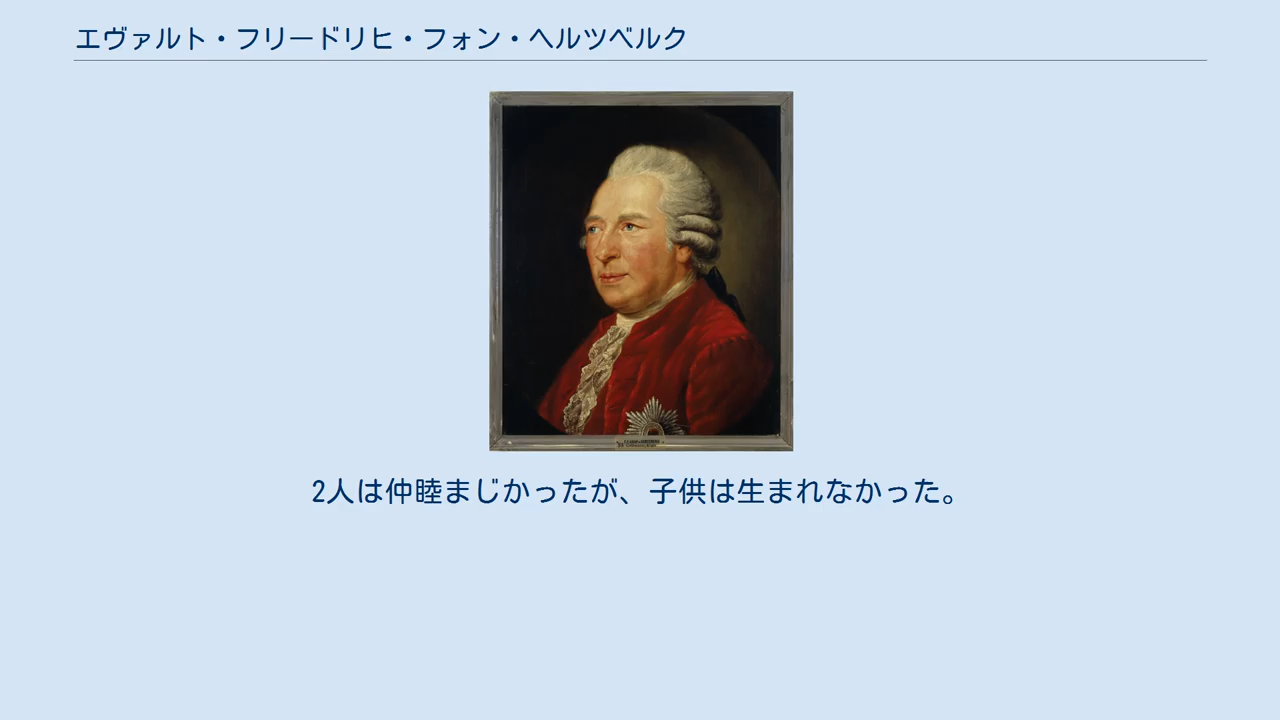 エヴァルト・フリードリヒ・フォン・ヘルツベルク
2人は仲睦まじかったが、子供は生まれなかった。